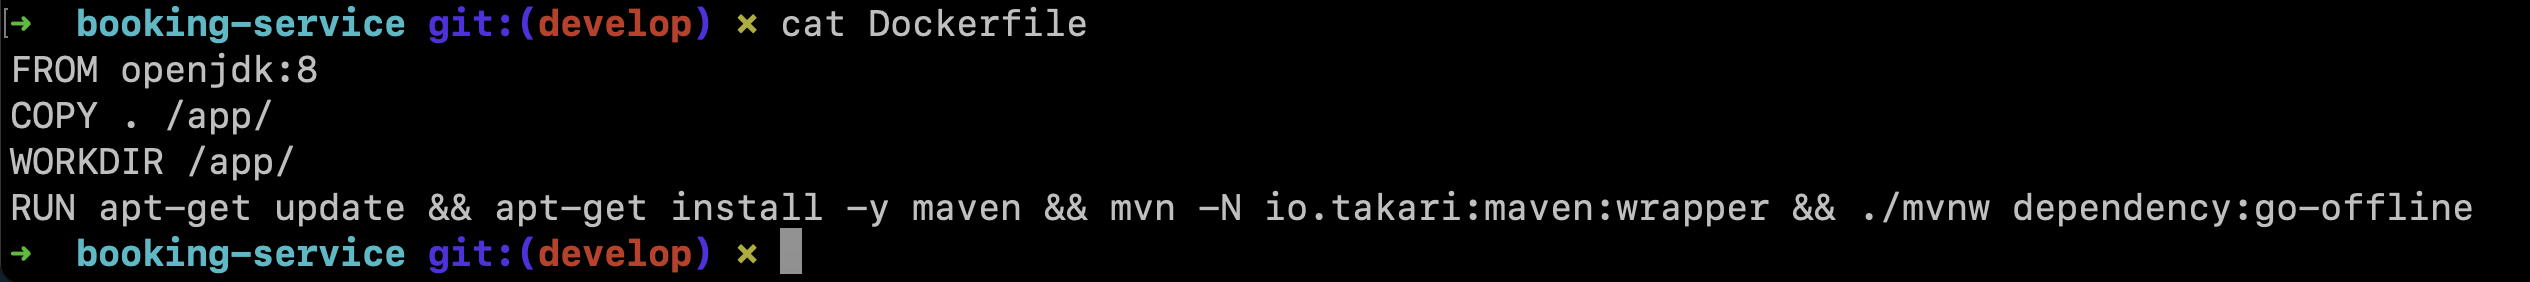 [➜  booking-service git:(develop) ✗ cat Dockerfile
FROM openjdk:8
COPY . /app/
WORKDIR /app/
RUN apt-get update && apt-get install -y maven && mvn -N io.takari:maven:wrapper && ./mvnw dependency:go-offline
➜  booking-service git:(develop) ✗